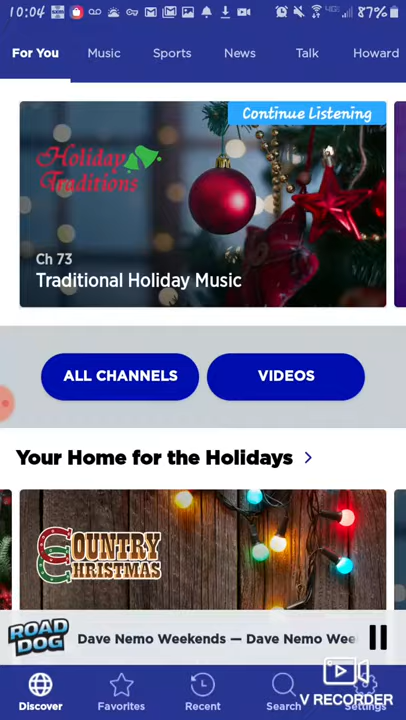 10:04 87%
For You Music Sports News Talk Howard
Continue Listening
Holiday
Traditions
Ch 73
Traditional Holiday Music
ALL CHANNELS VIDEOS
Your Home for the Holidays
COUNTRY
CHRISTMAS
ROAD
DOG
Dave Nemo Weekends — Dave Nemo Wee
V RECORDER
Discover Favorites Recent Search Settings